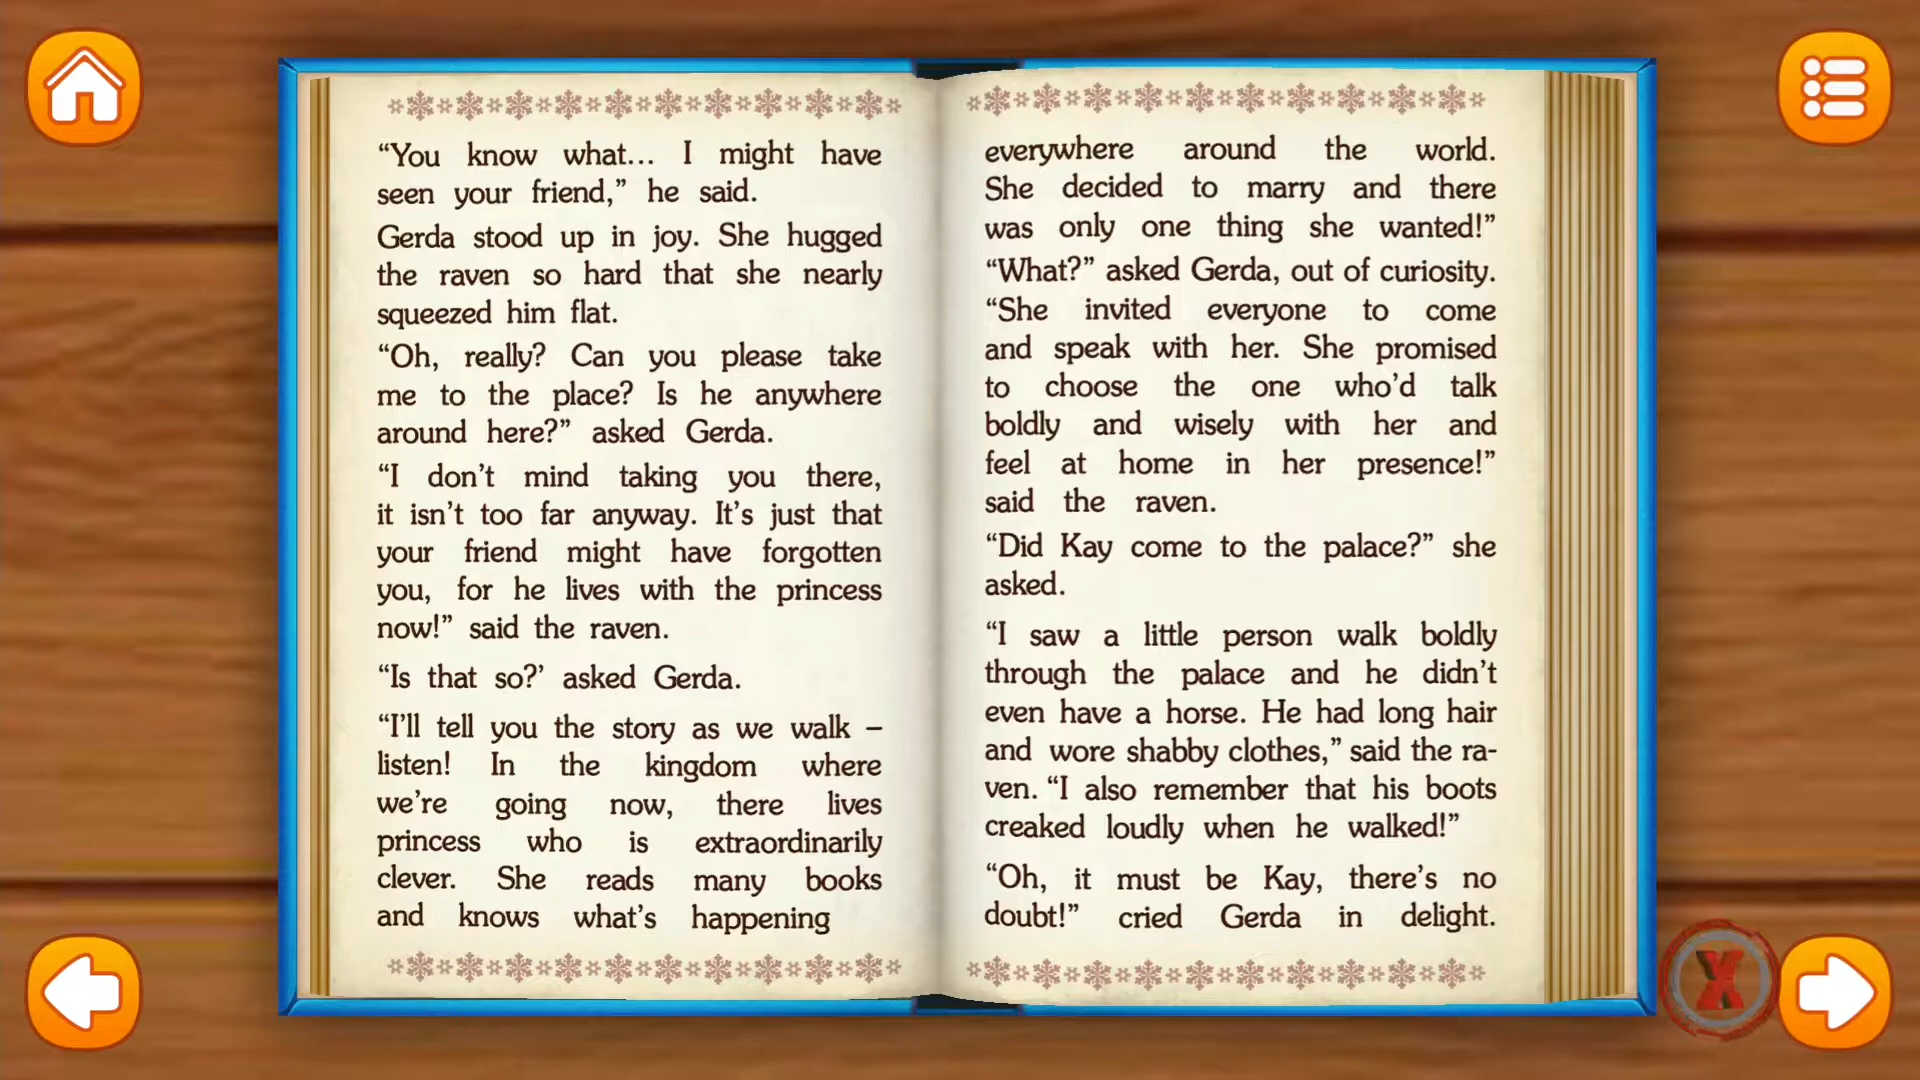 “You know what... I might have
seen your friend,” he said.
Gerda stood up in joy. She hugged
the raven so hard that she nearly
squeezed him flat.
“Oh, really? Can you please take
me to the place? Is he anywhere
around here?” asked Gerda.
“I don’t mind taking you there,
it isn’t too far anyway. It’s just that
your friend might have forgotten
you, for he lives with the princess
now!” said the raven.
“Is that so?’ asked Gerda.
“I’ll tell you the story as we walk –
listen! In the kingdom where
we’re going now, there lives
princess who is extraordinarily
clever. She reads many books
and knows what’s happening
everywhere around the world.
She decided to marry and there
was only one thing she wanted!”
“What?” asked Gerda, out of curiosity.
“She invited everyone to come
and speak with her. She promised
to choose the one who’d talk
boldly and wisely with her and
feel at home in her presence!”
said the raven.
“Did Kay come to the palace?” she
asked.
“I saw a little person walk boldly
through the palace and he didn’t
even have a horse. He had long hair
and wore shabby clothes,” said the ra-
ven. “I also remember that his boots
creaked loudly when he walked!”
“Oh, it must be Kay, there’s no
doubt!” cried Gerda in delight.
X